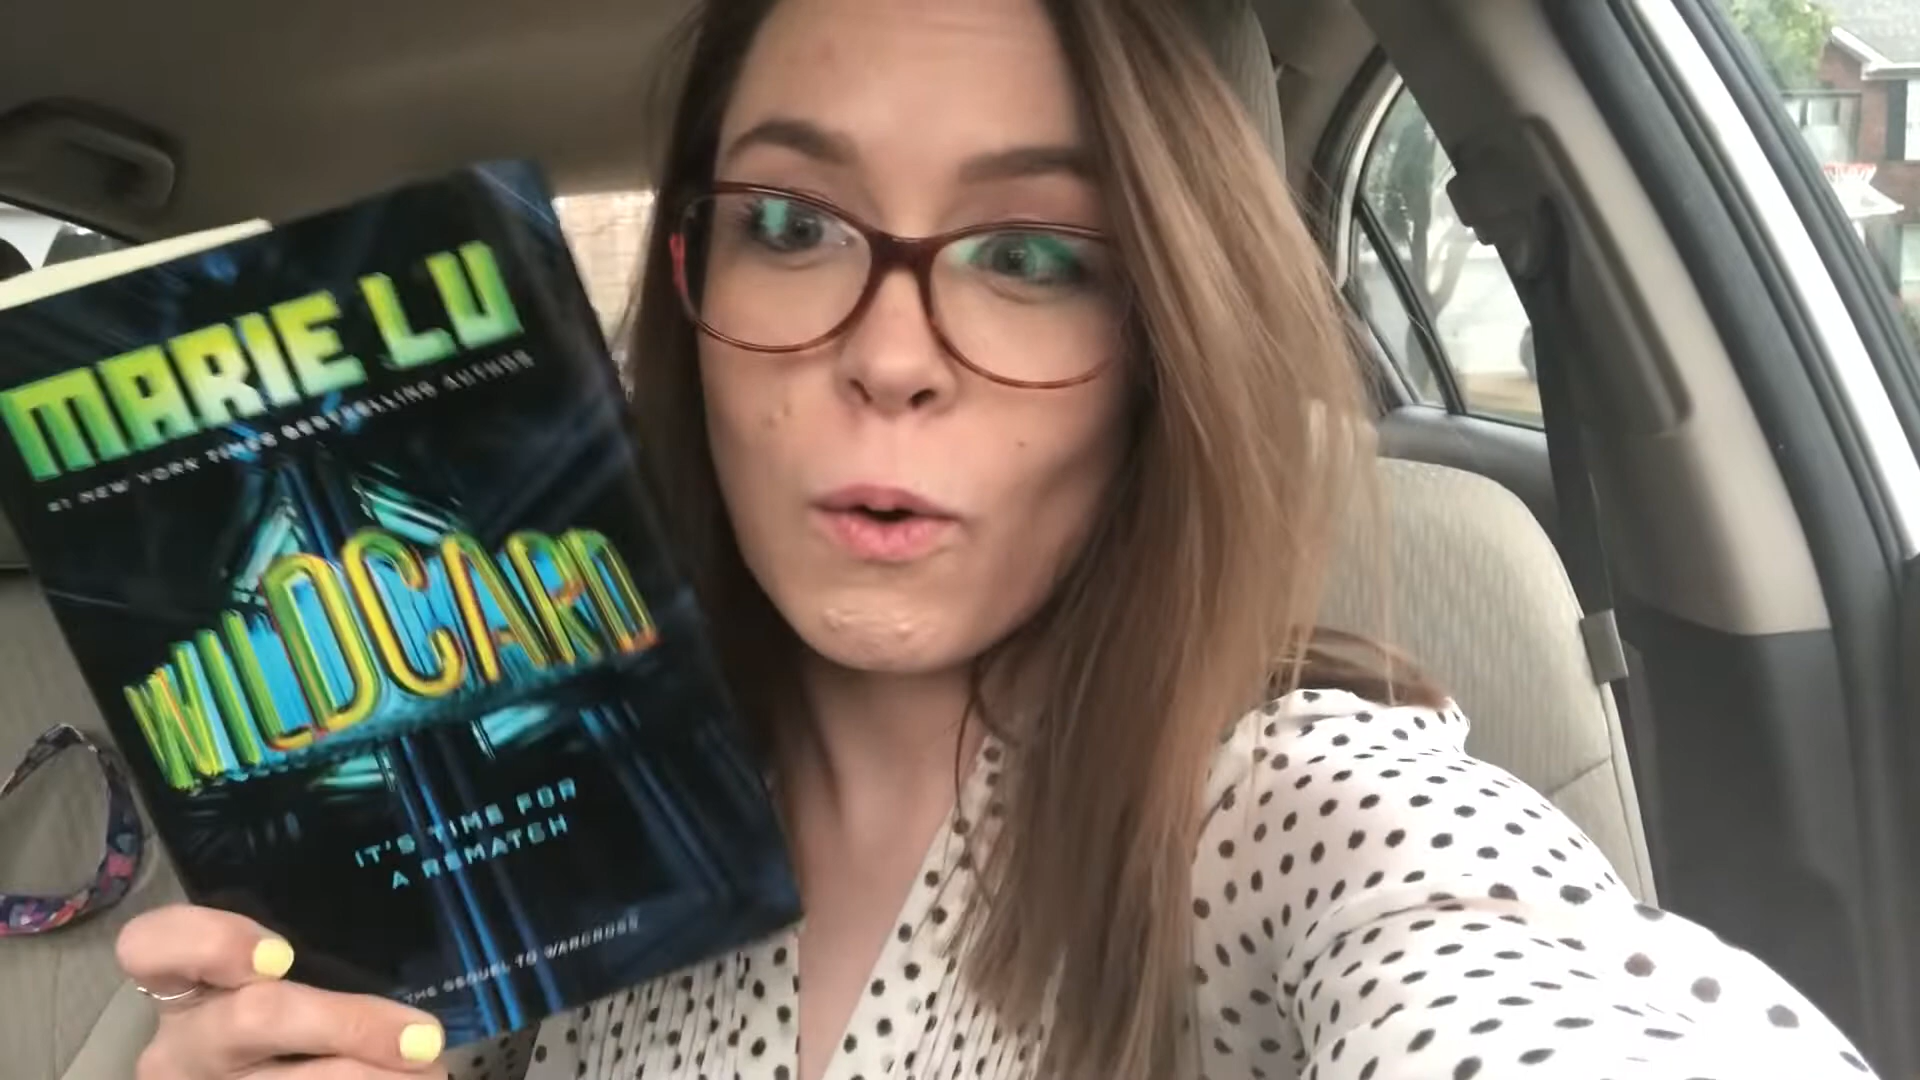 MARIE LU
#1 NEW YORK TIMES BESTSELLING AUTHOR
WILDCARD
IT'S TIME FOR
A REMATCH
THE SEQUEL TO WARCROSS